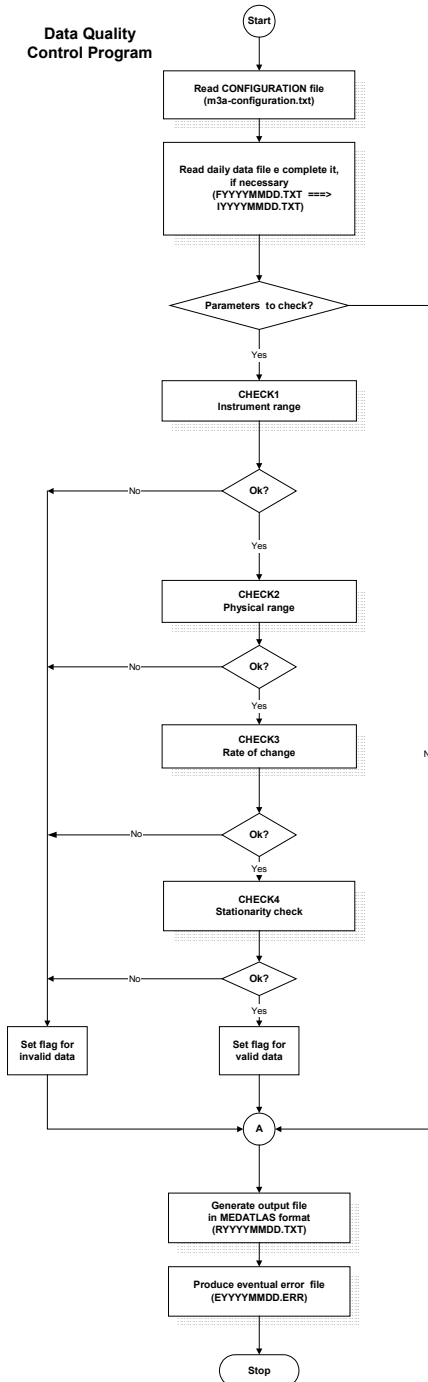 Data Quality
Control Program
Start
Read CONFIGURATION file
(m3a-configuration.txt)
Read daily data file e complete it,
if necessary
(FYYYYMMDD.TXT ===>
IYYYYMMDD.TXT)
Parameters to check?
Yes
CHECK1
Instrument range
No
Ok?
Yes
CHECK2
Physical range
No
Ok?
Yes
CHECK3
Rate of change
N
No
Ok?
Yes
CHECK4
Stationarity check
No
Ok?
Yes
Set flag for
invalid data
Set flag for
valid data
A
Generate output file
in MEDATLAS format
(RYYYYMMDD.TXT)
Produce eventual error file
(EYYYYMMDD.ERR)
Stop